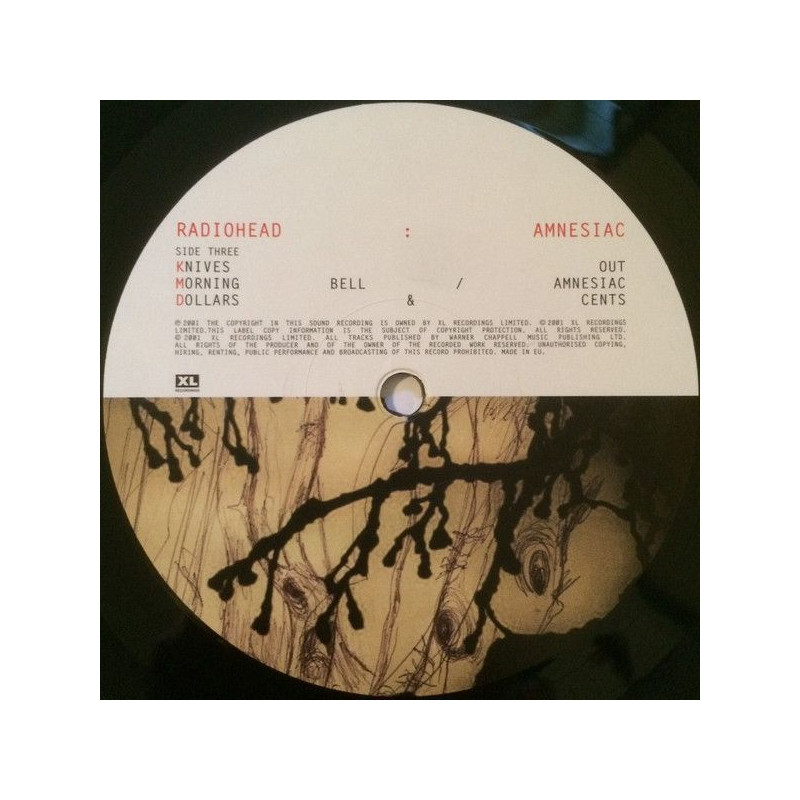 RADIOHEAD : AMNESIAC
SIDE THREE
KNIVES OUT
MORNING BELL / AMNESIAC
DOLLARS & CENTS
℗ 2001 THE COPYRIGHT IN THIS SOUND RECORDING IS OWNED BY XL RECORDINGS LIMITED. © 2001 XL RECORDINGS
LIMITED.THIS LABEL COPY INFORMATION IS THE SUBJECT OF COPYRIGHT PROTECTION. ALL RIGHTS RESERVED.
© 2001 XL RECORDINGS LIMITED. ALL TRACKS PUBLISHED BY WARNER CHAPPELL MUSIC PUBLISHING LTD.
ALL RIGHTS OF THE PRODUCER AND OF THE OWNER OF THE RECORDED WORK RESERVED. UNAUTHORISED COPYING,
HIRING, RENTING, PUBLIC PERFORMANCE AND BROADCASTING OF THIS RECORD PROHIBITED. MADE IN EU.
XL
RECORDINGS